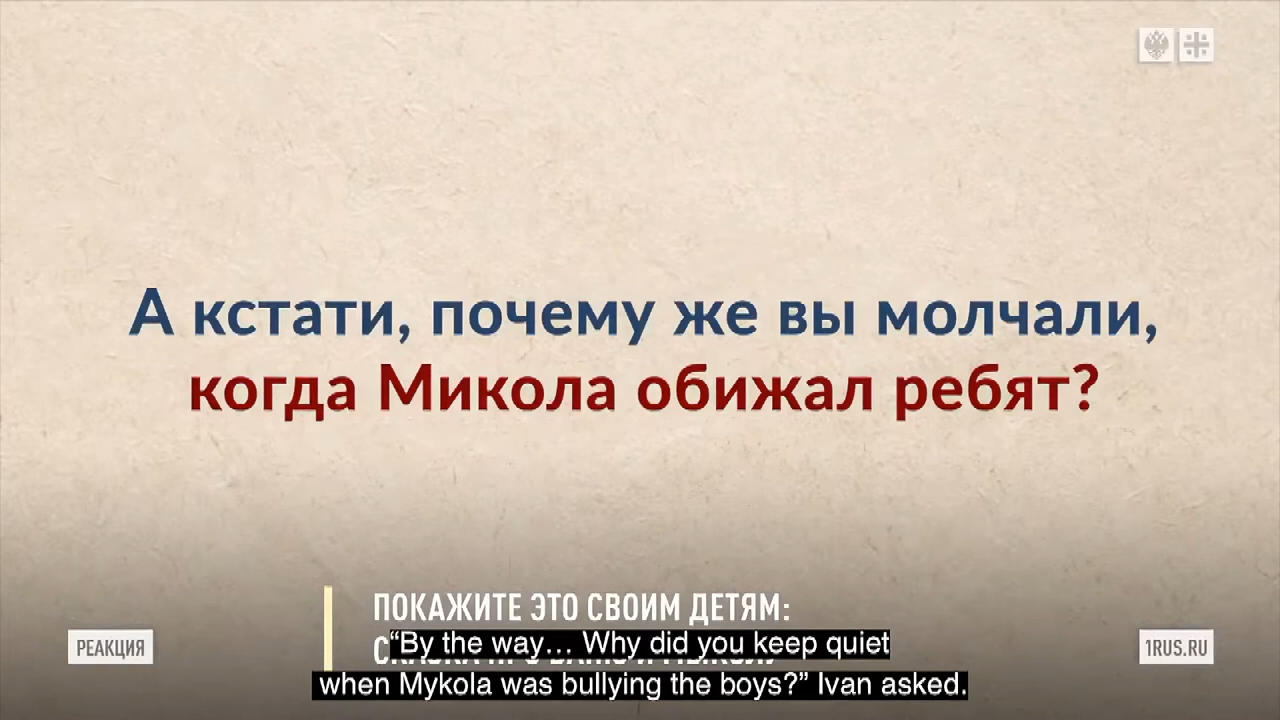 А кстати, почему же вы молчали,
когда Микола обижал ребят?
ПОКАЖИТЕ ЭТО СВОИМ ДЕТЯМ:
РЕАКЦИЯ
“By the way… Why did you keep quiet
when Mykola was bullying the boys?” Ivan asked.
1RUS.RU